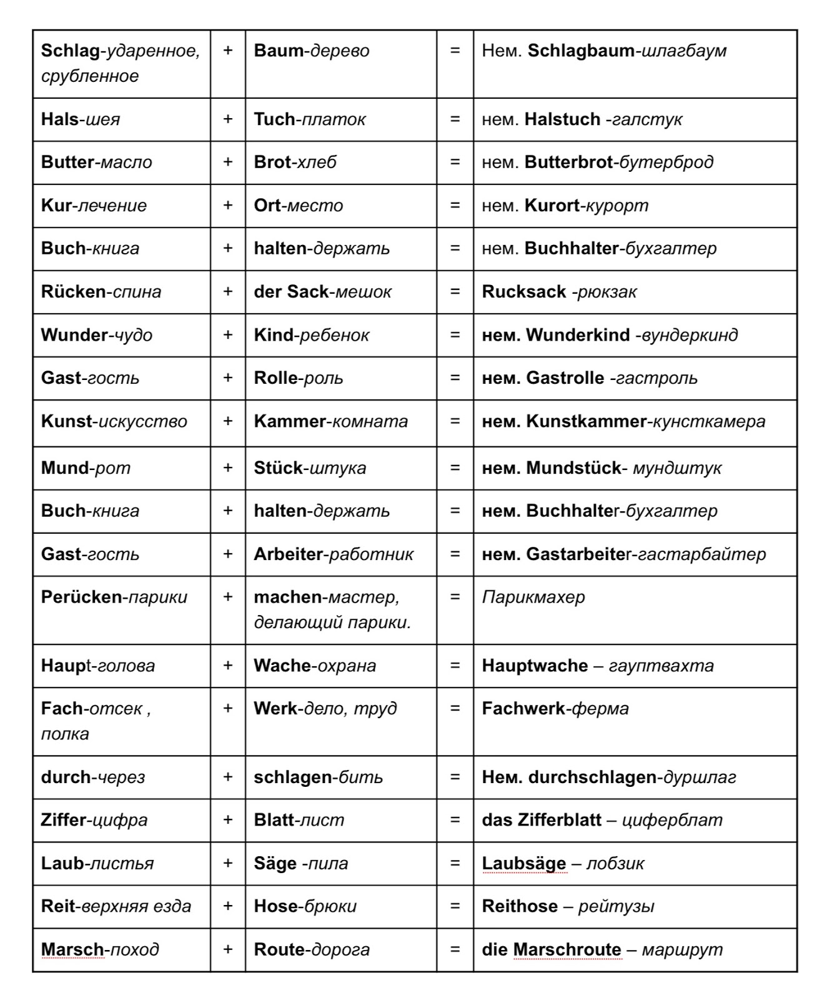 Schlag-ударенное, + Baum-дерево = Нем. Schlagbaum-шлагбаум
срубленное
Hals-шея + Tuch-платок = нем. Halstuch -галстук
Butter-масло + Brot-хлеб = нем. Butterbrot-бутерброд
Kur-лечение + Ort-место = нем. Kurort-курорт
Buch-книга + halten-держать = нем. Buchhalter-бухгалтер
Rücken-спина + der Sack-мешок = Rucksack -рюкзак
Wunder-чудо + Kind-ребенок = нем. Wunderkind -вундеркинд
Gast-гость + Rolle-роль = нем. Gastrolle -гастроль
Kunst-искусство + Kammer-комната = нем. Kunstkammer-кунсткамера
Mund-рот + Stück-штука = нем. Mundstück- мундштук
Buch-книга + halten-держать = нем. Buchhalter-бухгалтер
Gast-гость + Arbeiter-работник = нем. Gastarbeiter-гастарбайтер
Perücken-парики + machen-мастер, = Парикмахер
делающий парики.
Haupt-голова + Wache-охрана = Hauptwache – гауптвахта
Fach-отсек , + Werk-дело, труд = Fachwerk-ферма
полка
durch-через + schlagen-бить = Нем. durchschlagen-дуршлаг
Ziffer-цифра + Blatt-лист = das Zifferblatt – циферблат
Laub-листья + Säge -пила = Laubsäge – лобзик
Reit-верхняя езда + Hose-брюки = Reithose – рейтузы
Marsch-поход + Route-дорога = die Marschroute – маршрут